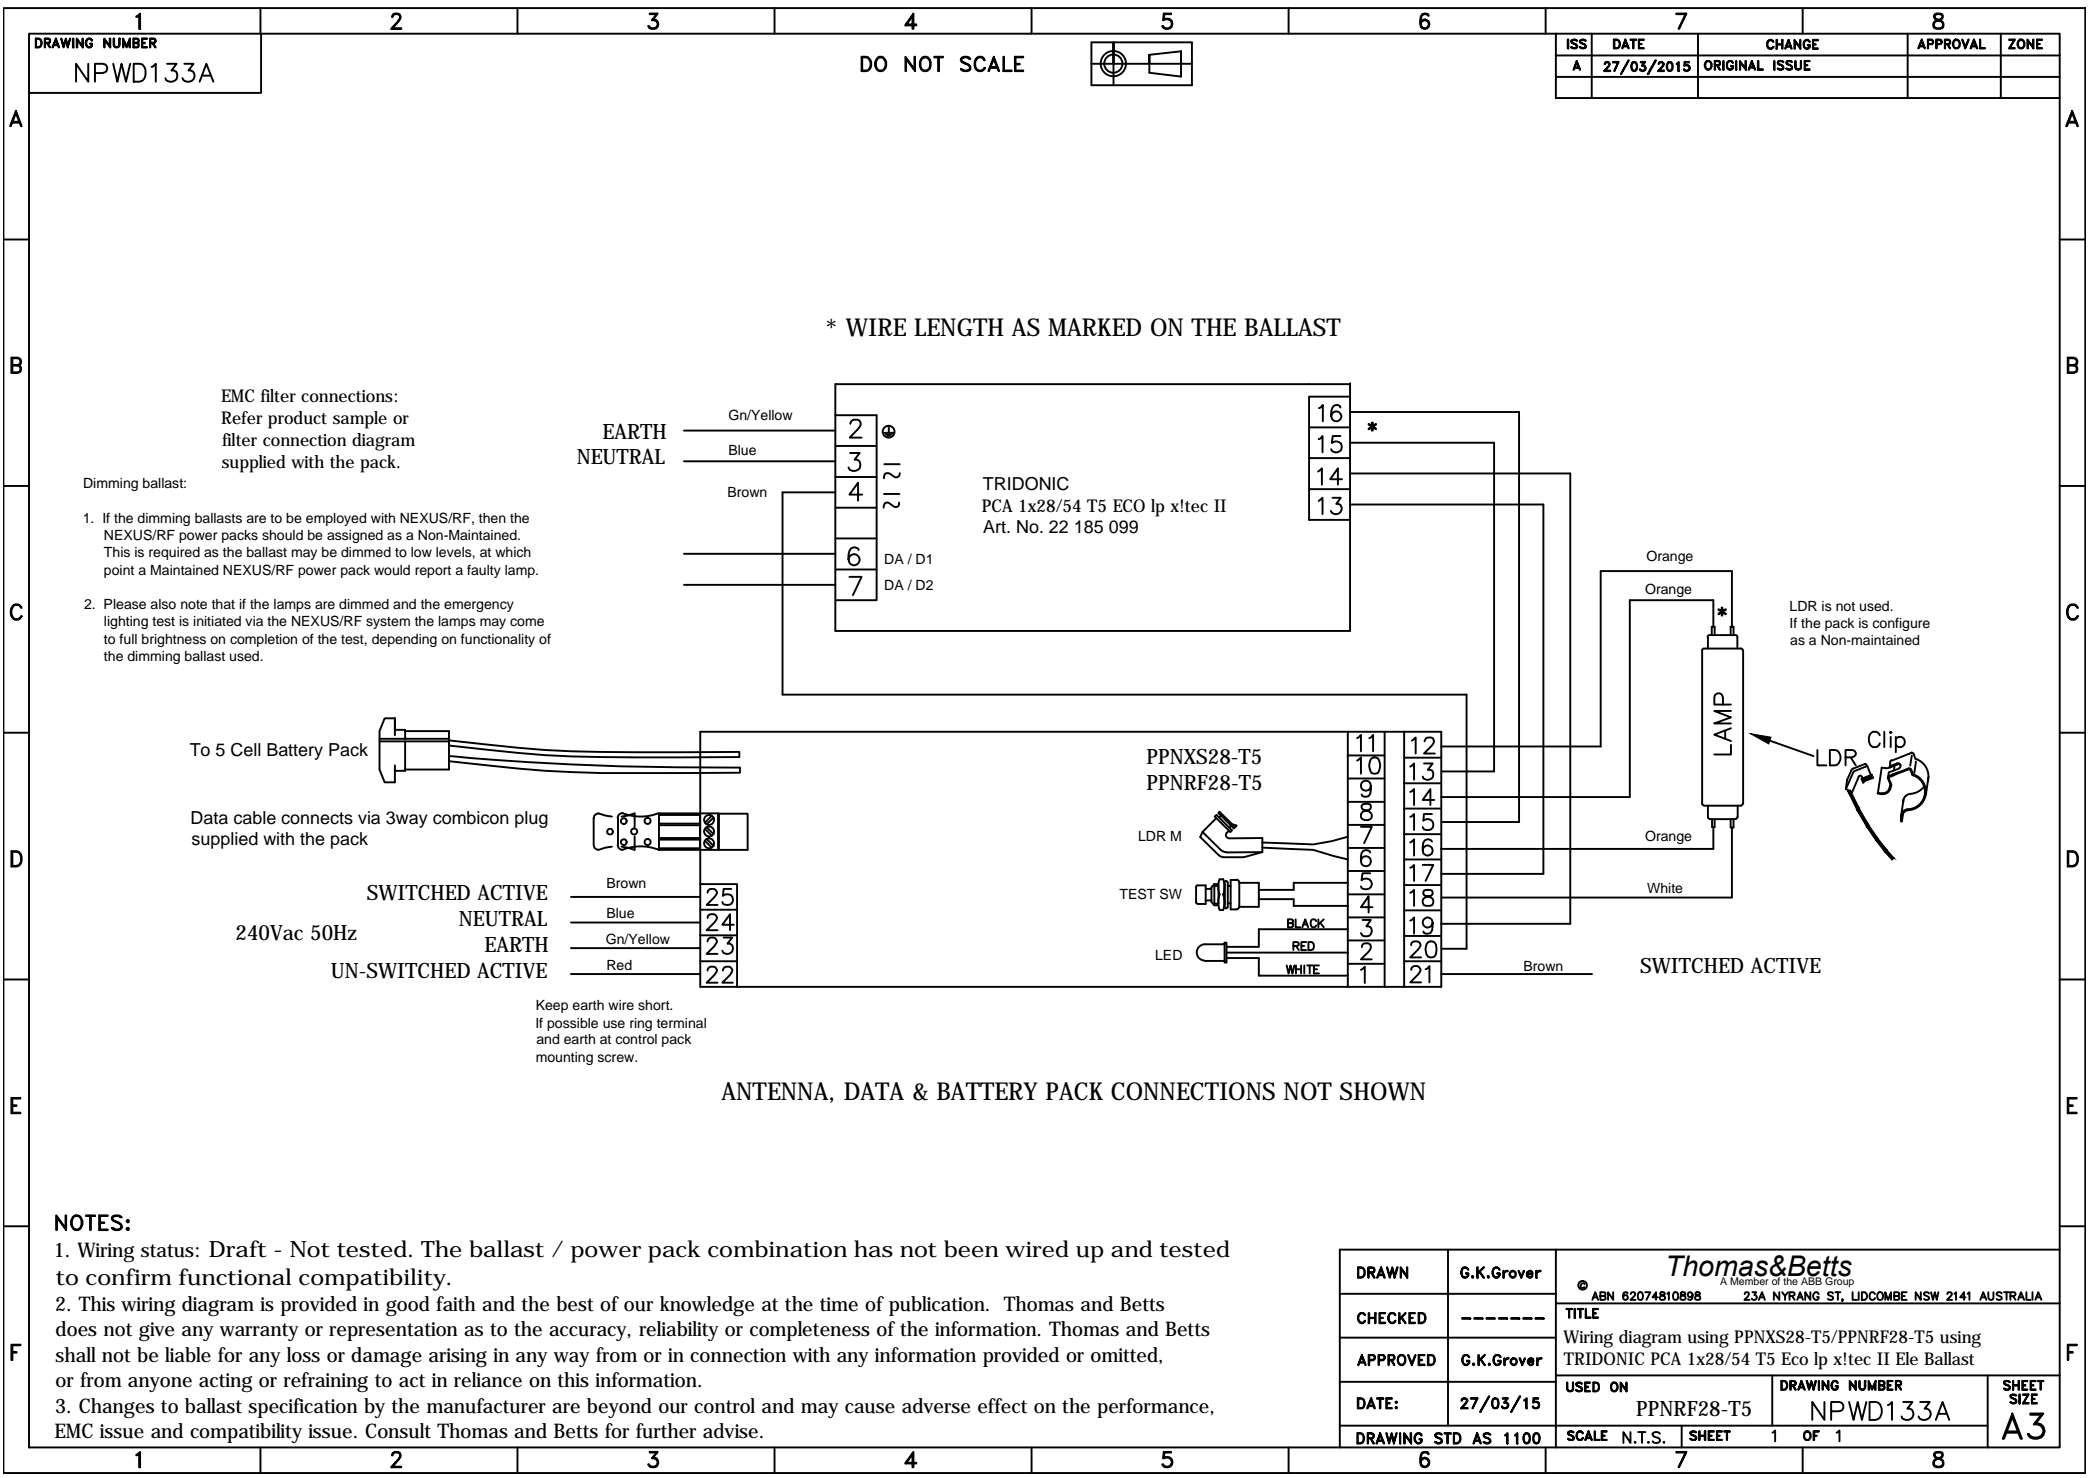 1 2 3 4 5 6 7 8
DRAWING NUMBER
NPWD133A
DO NOT SCALE
ISS DATE CHANGE APPROVAL ZONE
A 27/03/2015 ORIGINAL ISSUE
A A
* WIRE LENGTH AS MARKED ON THE BALLAST
B B
EMC filter connections:
Refer product sample or
filter connection diagram
supplied with the pack.
EARTH Gn/Yellow 2
NEUTRAL Blue 3
Brown 4
6 DA / D1
7 DA / D2
TRIDONIC
PCA 1x28/54 T5 ECO lp x!tec II
Art. No. 22 185 099
16
*
15
14
13
Dimming ballast:
1. If the dimming ballasts are to be employed with NEXUS/RF, then the
NEXUS/RF power packs should be assigned as a Non-Maintained.
This is required as the ballast may be dimmed to low levels, at which
point a Maintained NEXUS/RF power pack would report a faulty lamp.
2. Please also note that if the lamps are dimmed and the emergency
lighting test is initiated via the NEXUS/RF system the lamps may come
to full brightness on completion of the test, depending on functionality of
the dimming ballast used.
C C
Orange
Orange
*
LDR is not used.
If the pack is configure
as a Non-maintained
LAMP
LDR
Clip
Orange
White
To 5 Cell Battery Pack
Data cable connects via 3way combicon plug
supplied with the pack
PPNXS28-T5
PPNRF28-T5
LDR M
TEST SW
LED
BLACK
RED
WHITE
11
10
9
8
7
6
5
4
3
2
1
12
13
14
15
16
17
18
19
20
21
D D
SWITCHED ACTIVE Brown 25
NEUTRAL Blue 24
240Vac 50Hz
EARTH Gn/Yellow 23
UN-SWITCHED ACTIVE Red 22
Brown SWITCHED ACTIVE
Keep earth wire short.
If possible use ring terminal
and earth at control pack
mounting screw.
ANTENNA, DATA & BATTERY PACK CONNECTIONS NOT SHOWN
E E
NOTES:
1. Wiring status: Draft - Not tested. The ballast / power pack combination has not been wired up and tested
to confirm functional compatibility.
2. This wiring diagram is provided in good faith and the best of our knowledge at the time of publication. Thomas and Betts
does not give any warranty or representation as to the accuracy, reliability or completeness of the information. Thomas and Betts
shall not be liable for any loss or damage arising in any way from or in connection with any information provided or omitted,
or from anyone acting or refraining to act in reliance on this information.
3. Changes to ballast specification by the manufacturer are beyond our control and may cause adverse effect on the performance,
EMC issue and compatibility issue. Consult Thomas and Betts for further advise.
F F
DRAWN G.K.Grover
CHECKED -------
APPROVED G.K.Grover
DATE: 27/03/15
DRAWING STD AS 1100
Thomas&Betts
A Member of the ABB Group
© ABN 62074810898 23A NYRANG ST, LIDCOMBE NSW 2141 AUSTRALIA
TITLE
Wiring diagram using PPNXS28-T5/PPNRF28-T5 using
TRIDONIC PCA 1x28/54 T5 Eco lp x!tec II Ele Ballast
USED ON
PPNRF28-T5
DRAWING NUMBER
NPWD133A
SHEET SIZE
A3
SCALE N.T.S. SHEET 1 OF 1
1 2 3 4 5 6 7 8